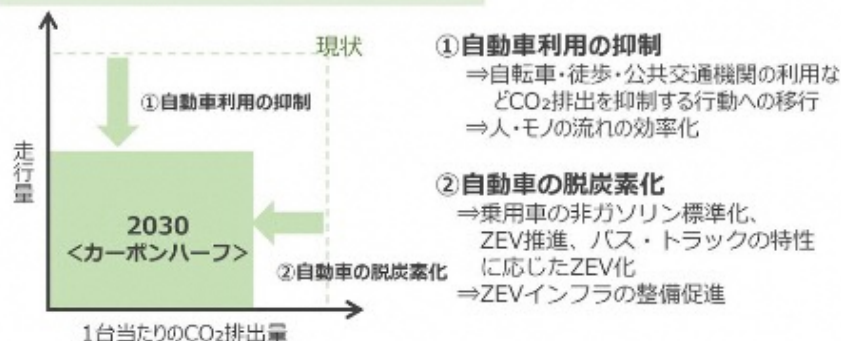 現状
①自動車利用の抑制
走行量
2030
<カーボンハーフ>
②自動車の脱炭素化
1台当たりのCO₂排出量
①自動車利用の抑制
⇒自転車・徒歩・公共交通機関の利用な
どCO₂排出を抑制する行動への移行
⇒人・モノの流れの効率化
②自動車の脱炭素化
⇒乗用車の非ガソリン標準化、
ZEV推進、バス・トラックの特性
に応じたZEV化
⇒ZEVインフラの整備促進